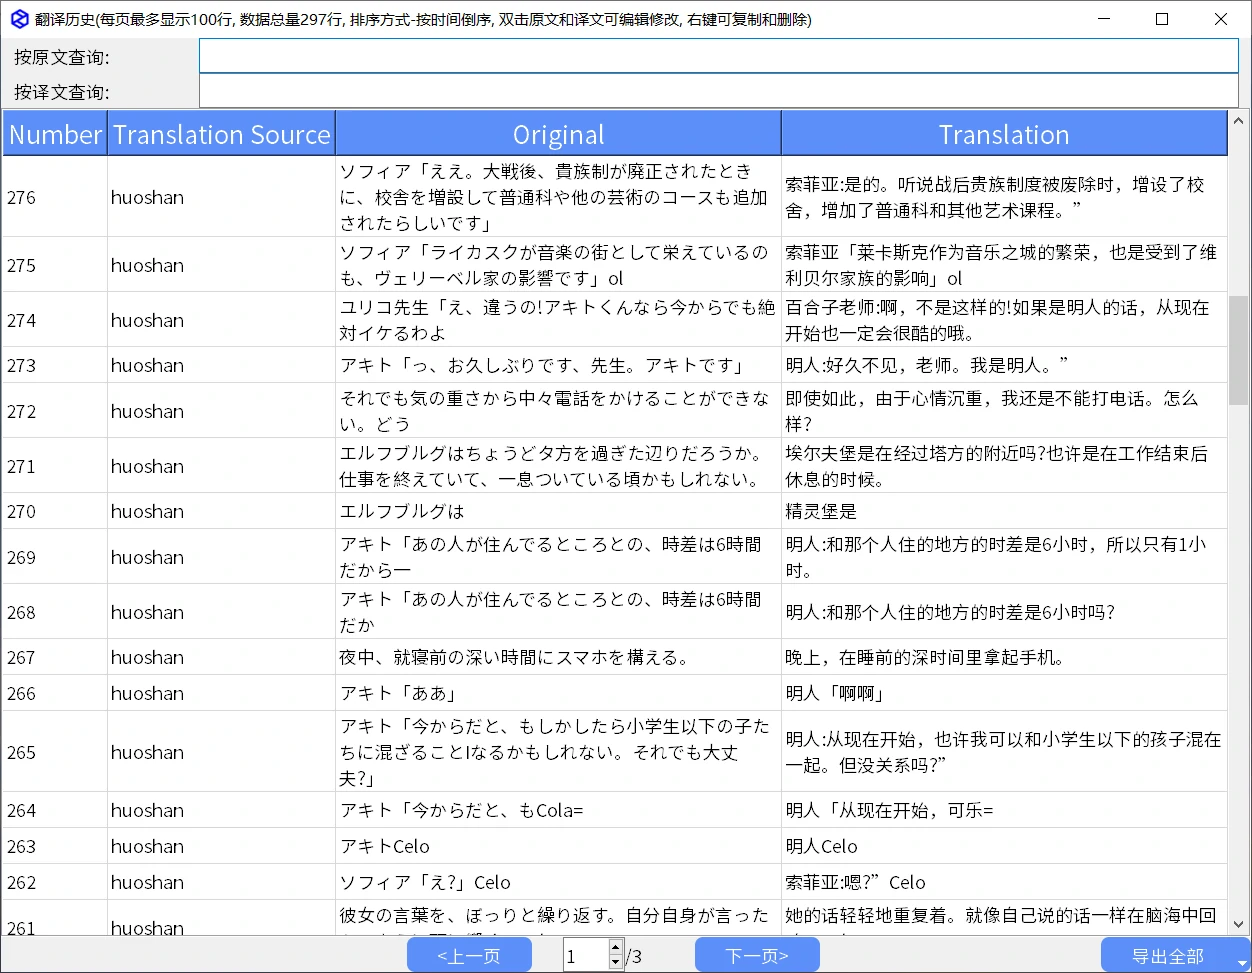 翻译历史(每页最多显示100行, 数据总量297行, 排序方式-按时间倒序, 双击原文和译文可编辑修改, 右键可复制和删除)
按原文查询:
按译文查询:
Number Translation Source Original Translation
276 huoshan
ソフィア「ええ。大戦後、貴族制が廃正されたとき
に、校舎を増設して普通科や他の芸術のコースも追加
されたらしいです」
索菲亚:是的。听说战后贵族制度被废除时，增设了校
舍，增加了普通科和其他艺术课程。”
275 huoshan
ソフィア「ライカスクが音楽の街として栄えているの
も、ヴェリーベル家の影響です」ol
索菲亚「莱卡斯克作为音乐之城的繁荣，也是受到了维
利贝尔家族的影响」ol
274 huoshan
ユリコ先生「え、違うの!アキトくんなら今からでも絶
対イケるわよ
百合子老师:啊，不是这样的!如果是明人的话，从现在
开始也一定会很酷的哦。
273 huoshan
アキト「っ、お久しぶりです、先生。アキトです」
明人:好久不见，老师。我是明人。”
272 huoshan
それでも気の重さから中々電話をかけることができな
い。どう
即使如此，由于心情沉重，我还是不能打电话。怎么
样?
271 huoshan
エルフブルグはちょうど夕方を過ぎた辺りだろうか。
仕事を終えていて、一息ついている頃かもしれない。
埃尔夫堡是在经过塔方的附近吗?也许是在工作结束后
休息的时候。
270 huoshan
エルフブルグは
精灵堡是
269 huoshan
アキト「あの人が住んでるところとの、時差は6時間
だから一
明人:和那个人住的地方的时差是6小时，所以只有1小
时。
268 huoshan
アキト「あの人が住んでるところとの、時差は6時間
だか
明人:和那个人住的地方的时差是6小时吗?
267 huoshan
夜中、就寝前の深い時間にスマホを構える。
晚上，在睡前的深时间里拿起手机。
266 huoshan
アキト「ああ」
明人「啊啊」
265 huoshan
アキト「今からだと、もしかしたら小学生以下の子た
ちに混ざることIなるかもしれない。それでも大丈
夫?」
明人:从现在开始，也许我可以和小学生以下的孩子混在
一起。但没关系吗?”
264 huoshan
アキト「今からだと、もCola=
明人「从现在开始，可乐=
263 huoshan
アキトCelo
明人Celo
262 huoshan
ソフィア「え?」Celo
索菲亚:嗯?”Celo
261 huoshan
彼女の言葉を、ぼっりと繰り返す。自分自身が言った
她的话轻轻地重复着。就像自己说的话一样在脑海中回
<上一页 1 /3 下一页> 导出全部